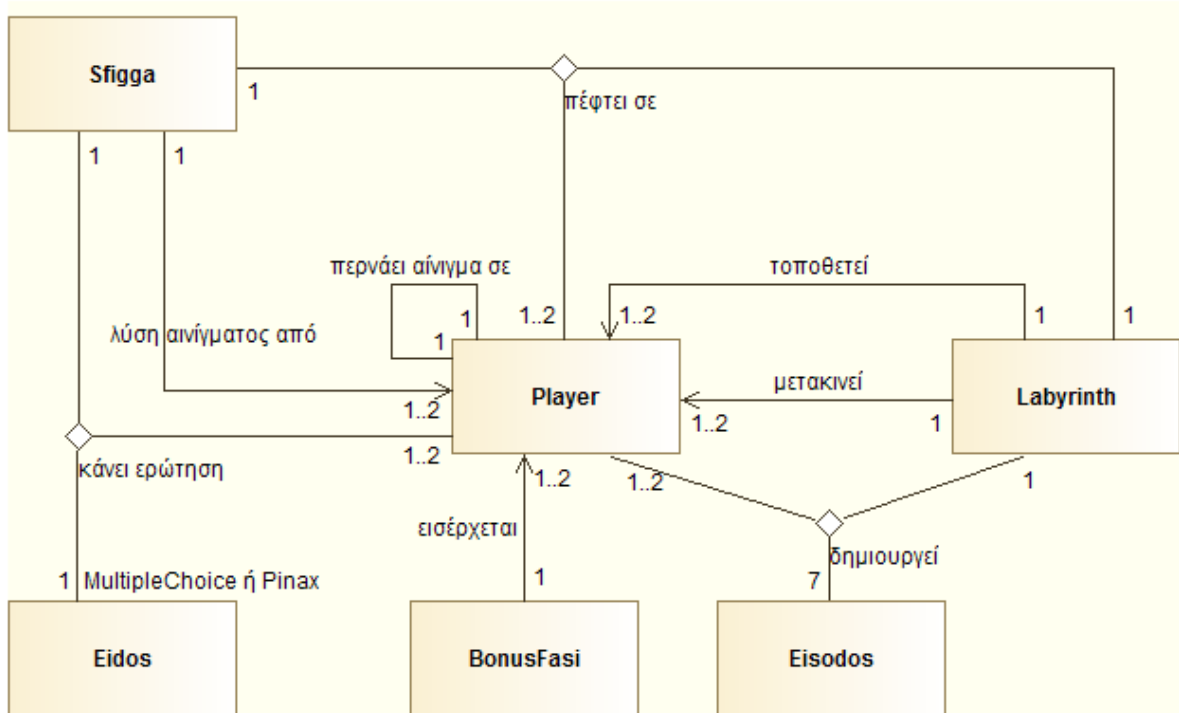 Sfigga
1
1
1
πέφτει σε
περνάει αίνιγμα σε
τοποθετεί
1
1
1..2
1..2
1
1
λύση αινίγματος από
Player
μετακινεί
Labyrinth
1..2
1..2
1
κάνει ερώτηση
1..2
1..2
1..2
1
εισέρχεται
δημιουργεί
1
MultipleChoice ή Pinax
1
7
Eidos
BonusFasi
Eisodos